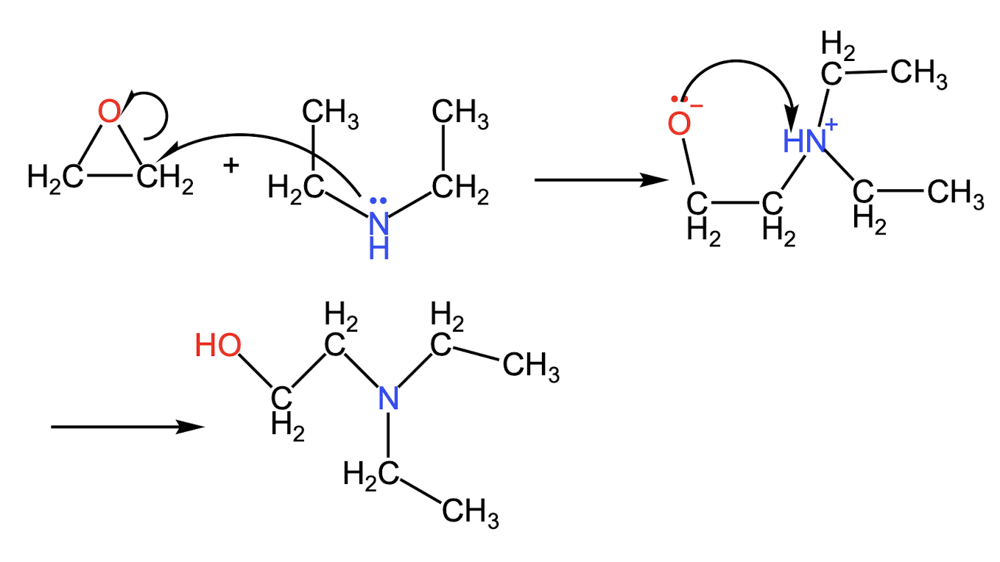 O
H₂C CH₂
+
CH₃ CH₃
H₂C CH₂
N
H
O⁻
HN⁺
H₂
C CH₃
C C
H₂ H₂
C CH₃
H₂
HO
H₂ H₂
C C
CH₃
C
H₂
N
H₂C
CH₃